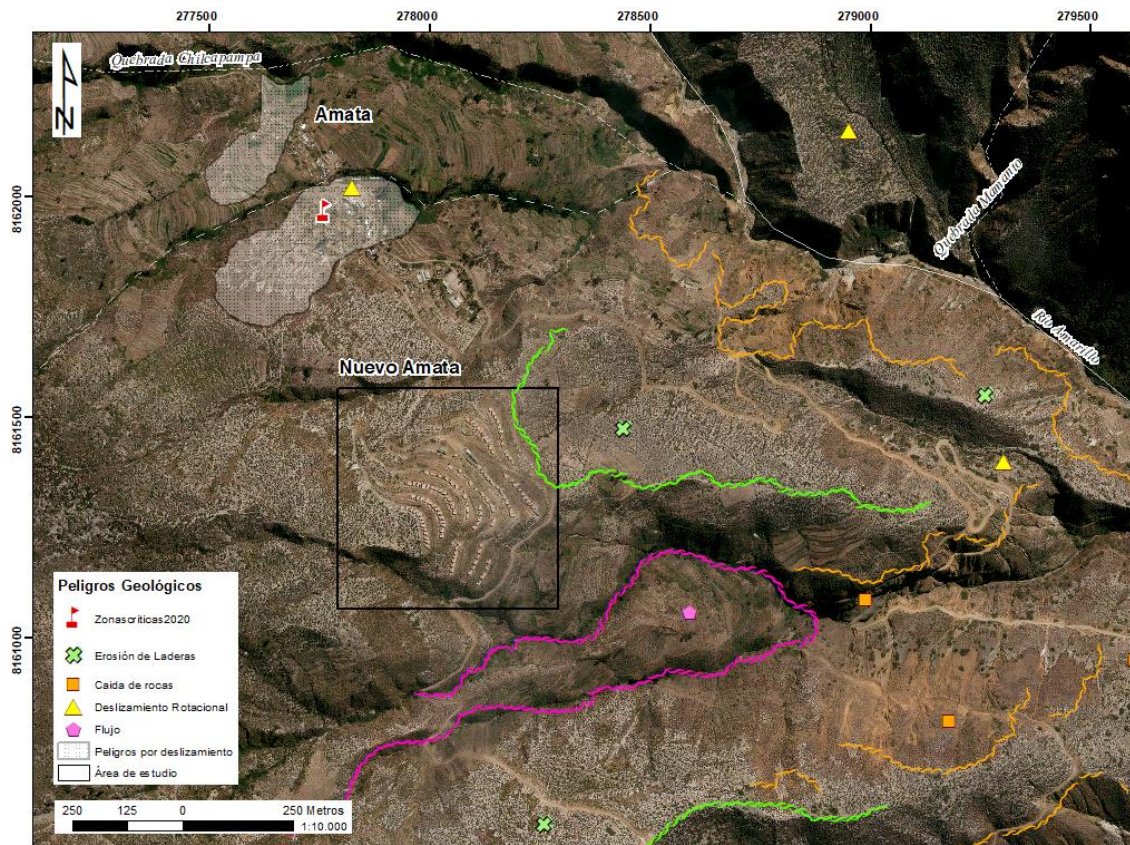 277500 278000 278500 279000 279500
Quebrada Chilcapampa
N
Amata
8162000
Quebrada Mamanto
Río Amarillo
Nuevo Amata
8161500
Peligros Geológicos
Zonascriticas2020
Erosión de Laderas
Caida de rocas
Deslizamiento Rotacional
Flujo
Peligros por deslizamiento
Área de estudio
8161000
250 125 0 250 Metros
1:10.000